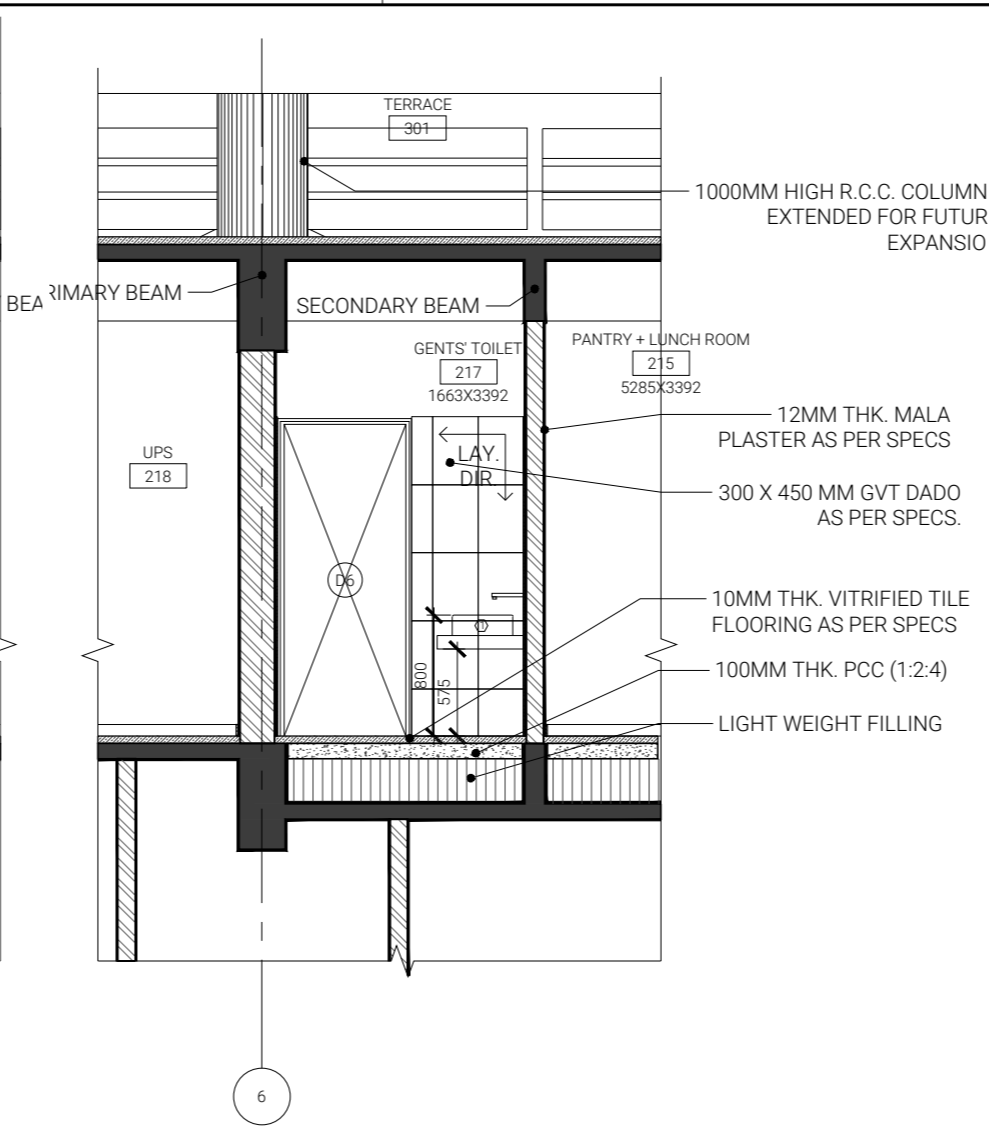 TERRACE
301
1000MM HIGH R.C.C. COLUMN
EXTENDED FOR FUTUR
EXPANSIO
BEA
RIMARY BEAM
SECONDARY BEAM
GENTS' TOILET
217
1663X3392
PANTRY + LUNCH ROOM
215
5285X3392
12MM THK. MALA
PLASTER AS PER SPECS
UPS
218
LAY.
DIR.
300 X 450 MM GVT DADO
AS PER SPECS.
D6
10MM THK. VITRIFIED TILE
FLOORING AS PER SPECS
1
800
575
100MM THK. PCC (1:2:4)
LIGHT WEIGHT FILLING
6